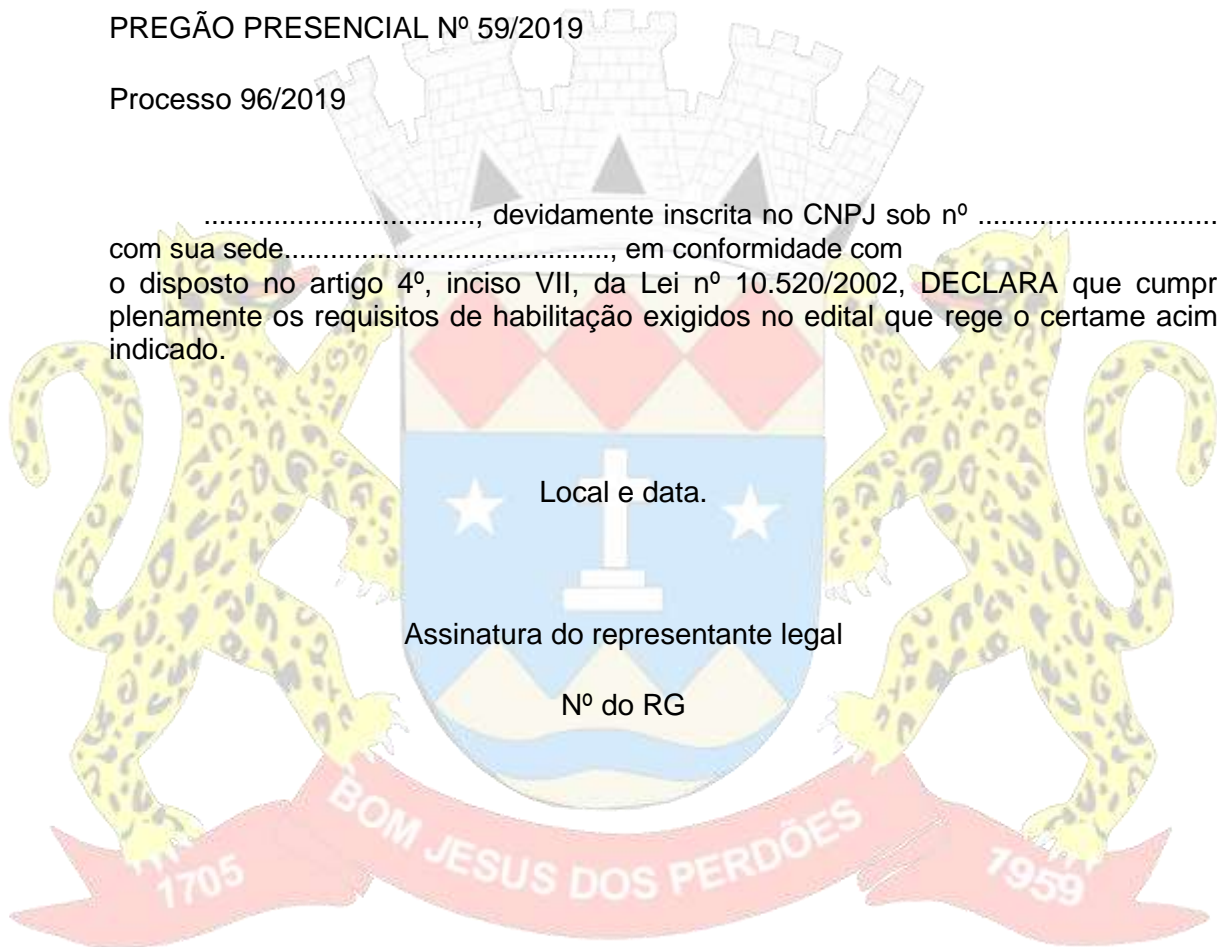 PREGÃO PRESENCIAL Nº 59/2019
Processo 96/2019
..................................., devidamente inscrita no CNPJ sob nº ...............................
com sua sede.........................................., em conformidade com
o disposto no artigo 4º, inciso VII, da Lei nº 10.520/2002, DECLARA que cumpr
plenamente os requisitos de habilitação exigidos no edital que rege o certame acim
indicado.
Local e data.
Assinatura do representante legal
Nº do RG
BOM JESUS DOS PERDÕES
1705
1959